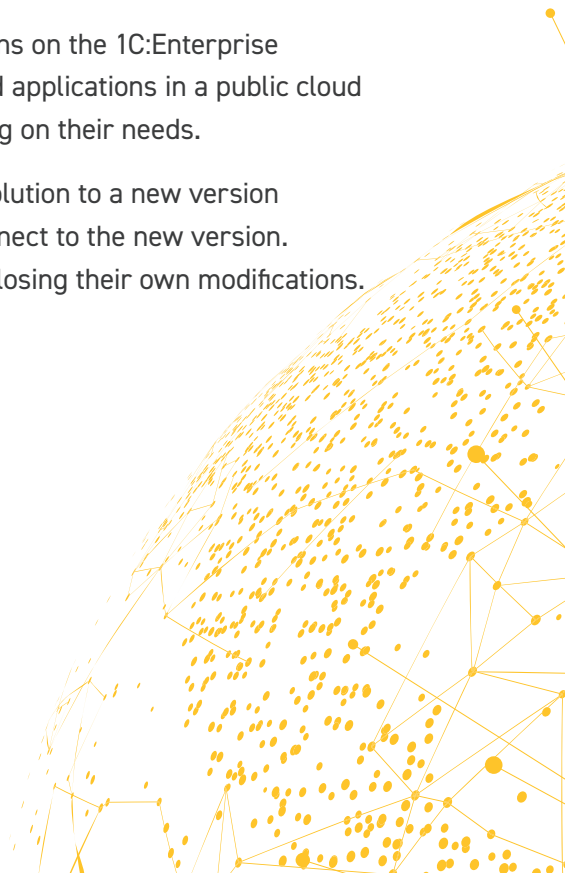 ns on the 1C:Enterprise
d applications in a public cloud
g on their needs.
olution to a new version
nect to the new version.
losing their own modifications.